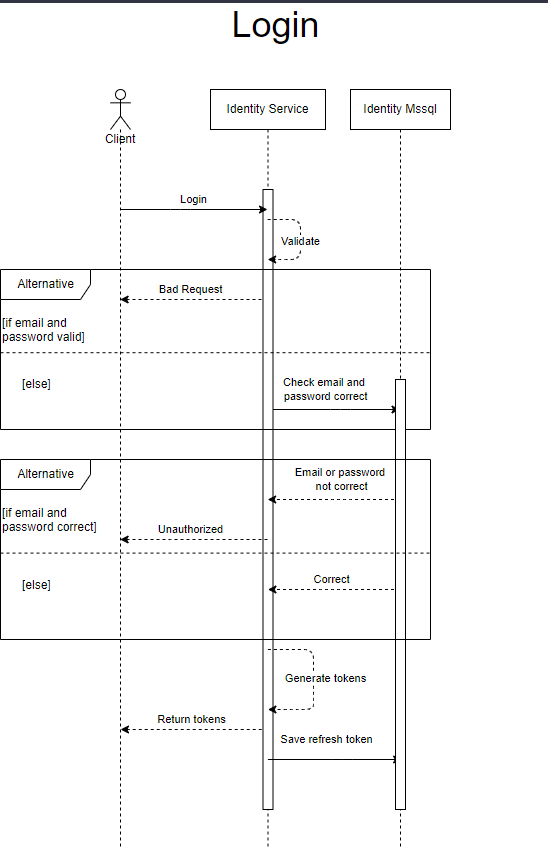 Login
Client
Identity Service
Identity Mssql
Login
Validate
Alternative
Bad Request
[if email and
password valid]
[else]
Check email and
password correct
Alternative
Email or password
not correct
[if email and
password correct]
Unauthorized
[else]
Correct
Generate tokens
Return tokens
Save refresh token